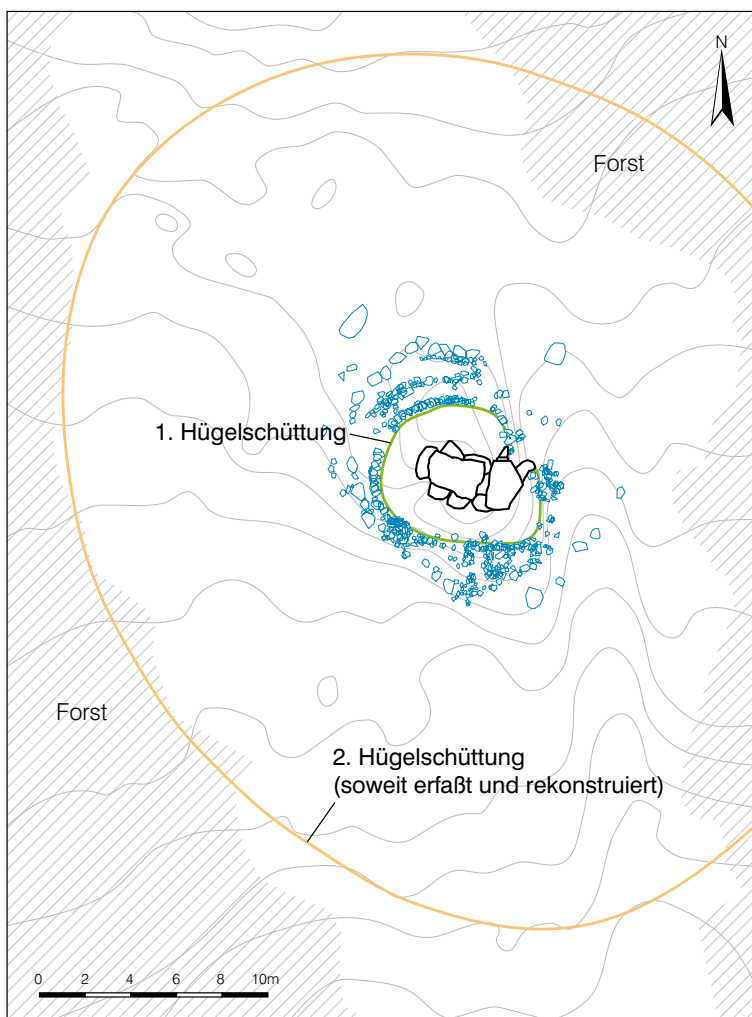 N
Forst
1. Hügelschüttung
Forst
2. Hügelschüttung
(soweit erfaßt und rekonstruiert)
0 2 4 6 8 10m